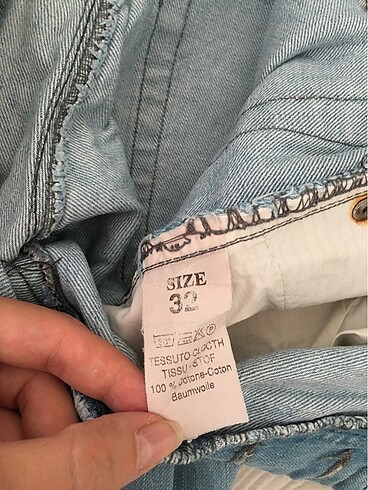 SIZE
32
TESSUTO-CLOTH
TISSU-STOF
100 % cotone-Coton
Baumwolle